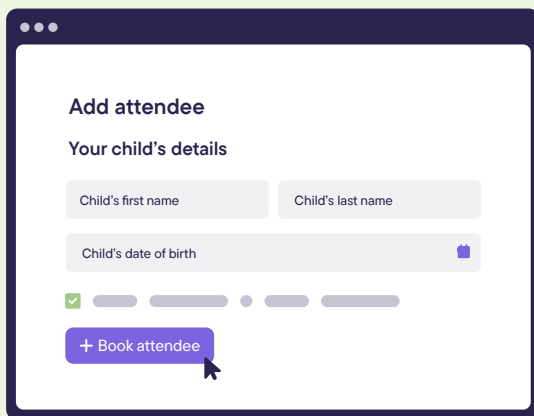 Add attendee
Your child’s details
Child’s first name Child’s last name
Child’s date of birth
+ Book attendee